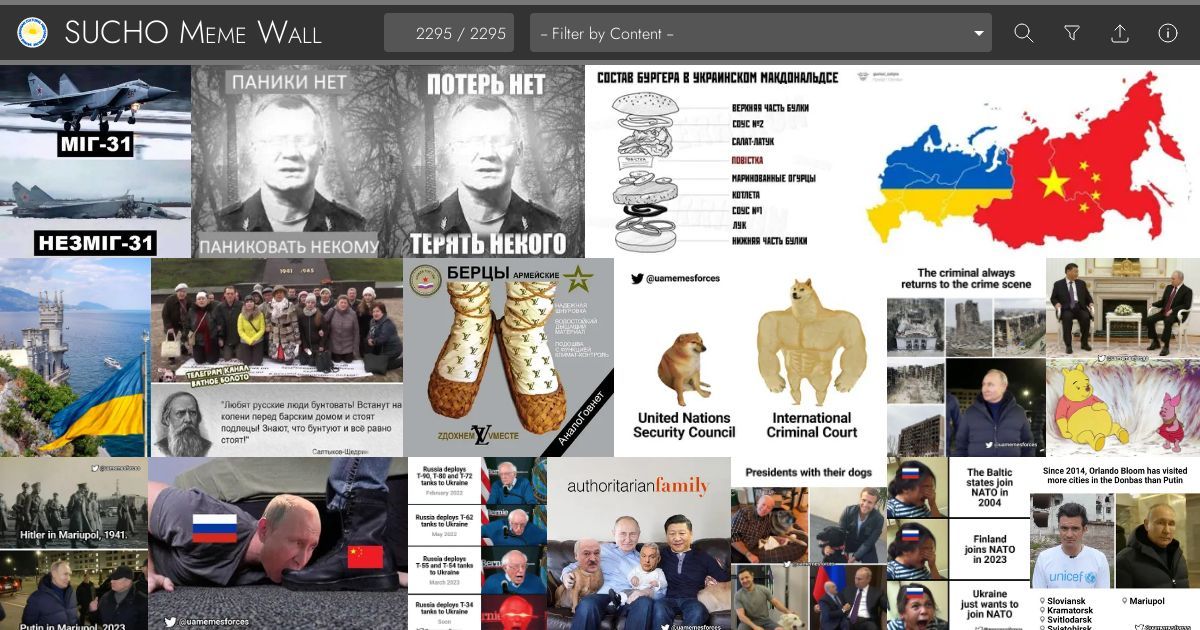 SUCHO Meme Wall
2295 / 2295
– Filter by Content –
МІГ-31
НЕЗМІГ-31
ПАНИКИ НЕТ
ПАНИКОВАТЬ НЕКОМУ
ПОТЕРЬ НЕТ
ТЕРЯТЬ НЕКОГО
СОСТАВ БУРГЕРА В УКРАИНСКОМ МАКДОНАЛЬДСЕ
ВЕРХНЯЯ ЧАСТЬ БУЛКИ
СОУС №2
САЛАТ-ЛАТУК
ПОВІСТКА
МАРИНОВАННЫЕ ОГУРЦЫ
КОТЛЕТА
СОУС №1
ЛУК
НИЖНЯЯ ЧАСТЬ БУЛКИ
ПОВІСТКА
1941
1945
ТЕЛЕГРАМ КАНАЛ
ВАТНОЕ БОЛОТО
"Любят русские люди бунтовать! Встанут на
колени перед барским домом и стоят
подлецы! Знают, что бунтуют и всё равно
стоят!"
Салтыков-Щедрин
БЕРЦЫ АРМЕЙСКИЕ
НАДЕЖНАЯ
ШНУРОВКА
ВОЛОСТОЙКИЙ
ДЫШАЩИЙ
МАТЕРИАЛ
ПОДОШВА
С ФУНКЦИЕЙ
КЛИМАТ-КОНТРОЛЬ
ZДОХНЕМ VМЕСТЕ
АналоГовнет
@uamemesforces
United Nations
Security Council
International
Criminal Court
The criminal always
returns to the crime scene
@uamemesforces
@uamemesforces
@uamemesforces
Hitler in Mariupol, 1941.
Putin in Mariupol, 2023.
@uamemesforces
Russia deploys
T-90, T-80 and T-72
tanks to Ukraine
February 2022
Russia deploys T-62
tanks to Ukraine
May 2022
Russia deploys
T-55 and T-54 tanks
to Ukraine
March 2023
Russia deploys T-34
tanks to Ukraine
Soon
Bernie
authoritarianfamily
@uamemesforces
Presidents with their dogs
@uamemesforces
The Baltic
states join
NATO in
2004
Finland
joins NATO
in 2023
Ukraine
just wants to
join NATO
Since 2014, Orlando Bloom has visited
more cities in the Donbas than Putin
unicef
Sloviansk
Kramatorsk
Svitlodarsk
Sviatohirsk
Mariupol
@uamemesforces